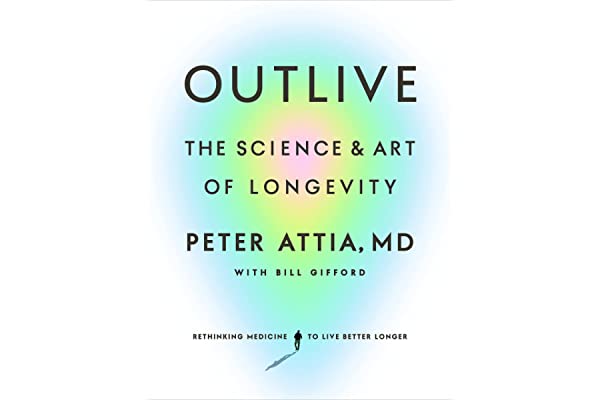 OUTLIVE
THE SCIENCE & ART
OF LONGEVITY
PETER ATTIA, MD
WITH BILL GIFFORD
RETHINKING MEDICINE TO LIVE BETTER LONGER